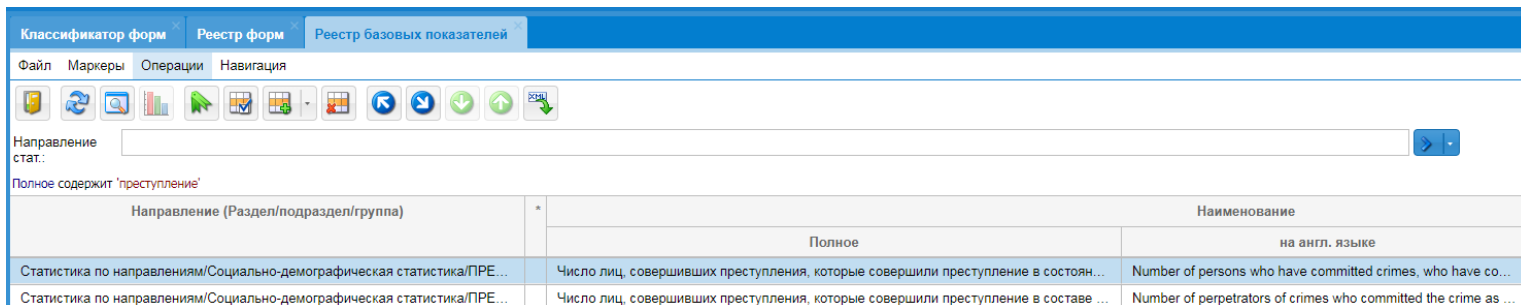 Классификатор форм Реестр форм Реестр базовых показателей
Файл Маркеры Операции Навигация
XML
Направление
стат.:
Полное содержит 'преступление'
Направление (Раздел/подраздел/группа) * Наименование
Полное на англ. языке
Статистика по направлениям/Социально-демографическая статистика/ПРЕ... Число лиц, совершивших преступления, которые совершили преступление в состоян... Number of persons who have committed crimes, who have co...
Статистика по направлениям/Социально-демографическая статистика/ПРЕ... Число лиц, совершивших преступления, которые совершили преступление в составе ... Number of perpetrators of crimes who committed the crime as ...